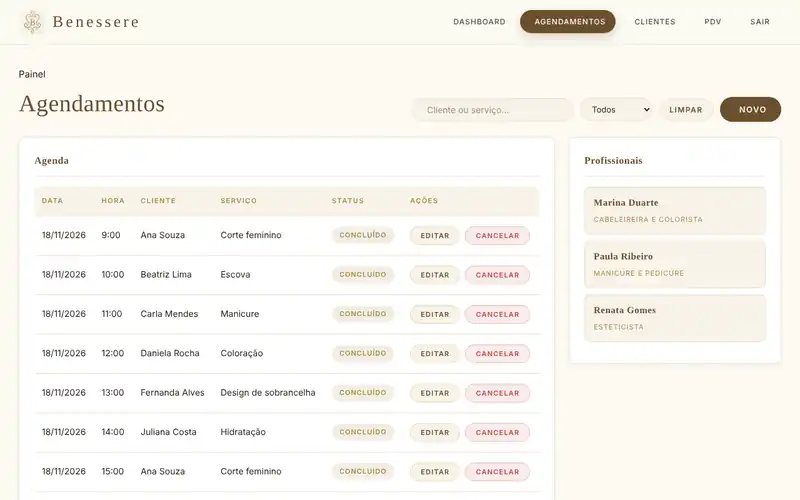 Benessere DASHBOARD AGENDAMENTOS CLIENTES PDV SAIR
Painel
Agendamentos Cliente ou serviço... Todos LIMPAR NOVO
Agenda
DATA HORA CLIENTE SERVIÇO STATUS AÇÕES
18/11/2026 9:00 Ana Souza Corte feminino CONCLUÍDO EDITAR CANCELAR
18/11/2026 10:00 Beatriz Lima Escova CONCLUÍDO EDITAR CANCELAR
18/11/2026 11:00 Carla Mendes Manicure CONCLUÍDO EDITAR CANCELAR
18/11/2026 12:00 Daniela Rocha Coloração CONCLUÍDO EDITAR CANCELAR
18/11/2026 13:00 Fernanda Alves Design de sobrancelha CONCLUÍDO EDITAR CANCELAR
18/11/2026 14:00 Juliana Costa Hidratação CONCLUÍDO EDITAR CANCELAR
18/11/2026 15:00 Ana Souza Corte feminino CONCLUÍDO EDITAR CANCELAR
Profissionais
Marina Duarte
CABELEIREIRA E COLORISTA
Paula Ribeiro
MANICURE E PEDICURE
Renata Gomes
ESTETICISTA